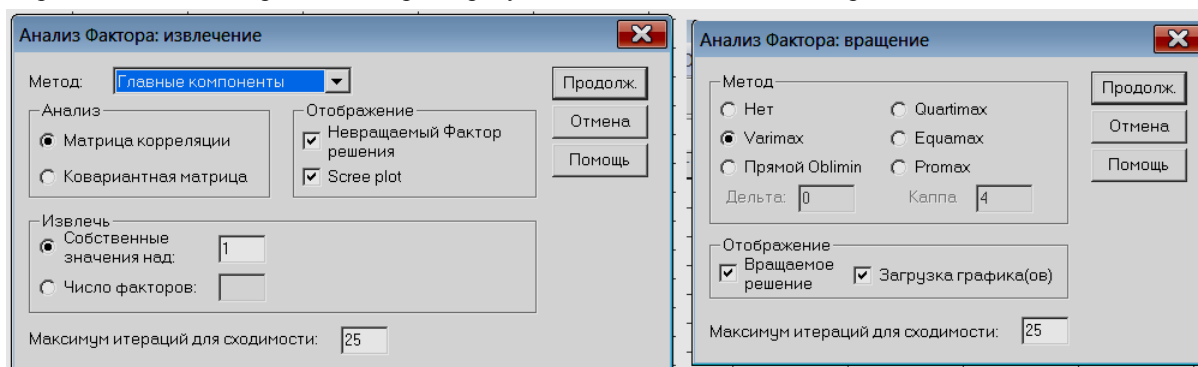 Анализ Фактора: извлечение
Метод: Главные компоненты
Продолж.
Анализ
Отображение
Матрица корреляции
Невращаемый Фактор
решения
Отмена
Ковариантная матрица
Scree plot
Помощь
Извлечь
Собственные
значения над: 1
Число факторов:
Максимум итераций для сходимости: 25
Анализ Фактора: вращение
Метод
Продолж.
Нет Quartimax
Varimax Equamax
Отмена
Прямой Oblimin Promax
Помощь
Дельта: 0 Каппа 4
Отображение
Вращаемое
решение
Загрузка графика(ов)
Максимум итераций для сходимости: 25